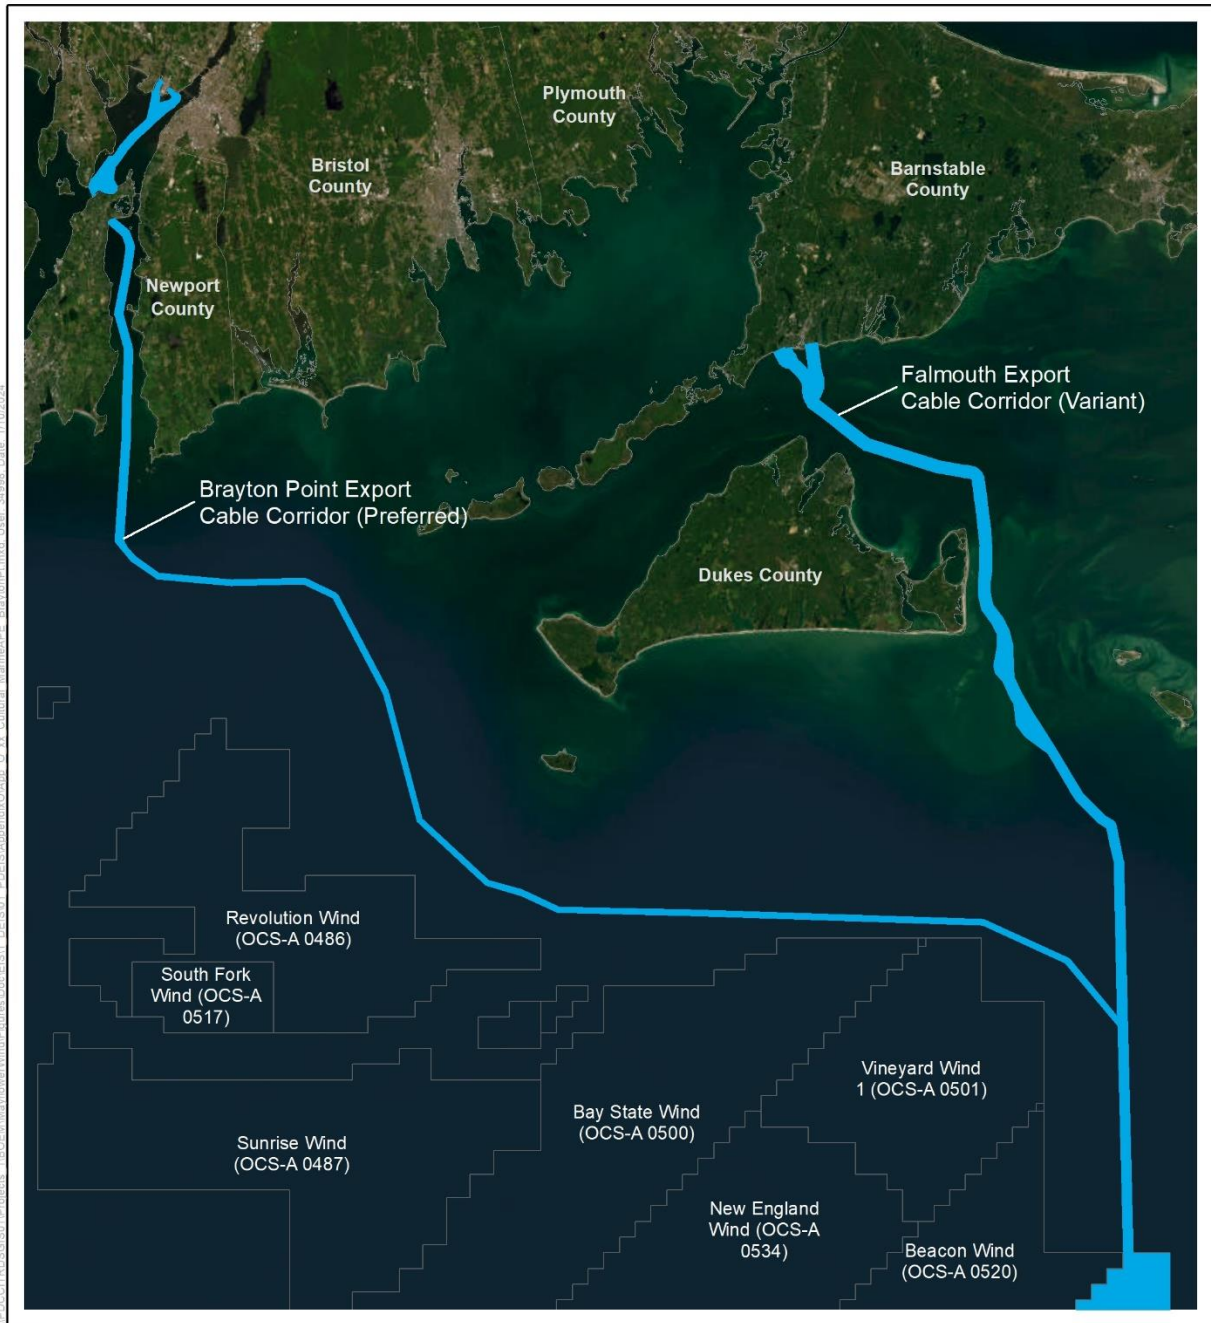 Plymouth
County
Bristol
County
Barnstable
County
Newport
County
Falmouth Export
Cable Corridor (Variant)
Brayton Point Export
Cable Corridor (Preferred)
Dukes County
Revolution Wind
(OCS-A 0486)
South Fork
Wind (OCS-A
0517)
Vineyard Wind
1 (OCS-A 0501)
Bay State Wind
(OCS-A 0500)
Sunrise Wind
(OCS-A 0487)
New England
Wind (OCS-A
0534)
Beacon Wind
(OCS-A 0520)